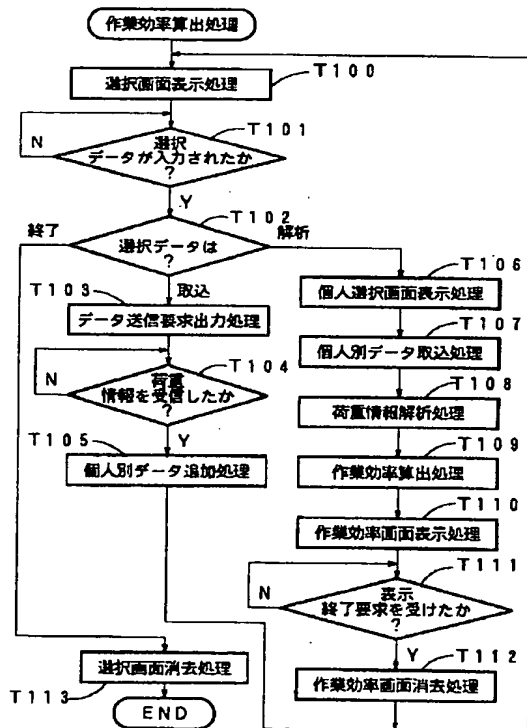 作業効率算出処理
T100
選択画面表示処理
T101
選択
データが入力されたか
?
N
Y
T102
終了
選択データは
?
解析
取込
T103
データ送信要求出力処理
T104
荷重
情報を受信したか
?
N
Y
T105
個人別データ追加処理
T106
個人選択画面表示処理
T107
個人別データ取込処理
T108
荷重情報解析処理
T109
作業効率算出処理
T110
作業効率画面表示処理
T111
表示
終了要求を受けたか
?
N
Y
T112
作業効率画面消去処理
選択画面消去処理
T113
END